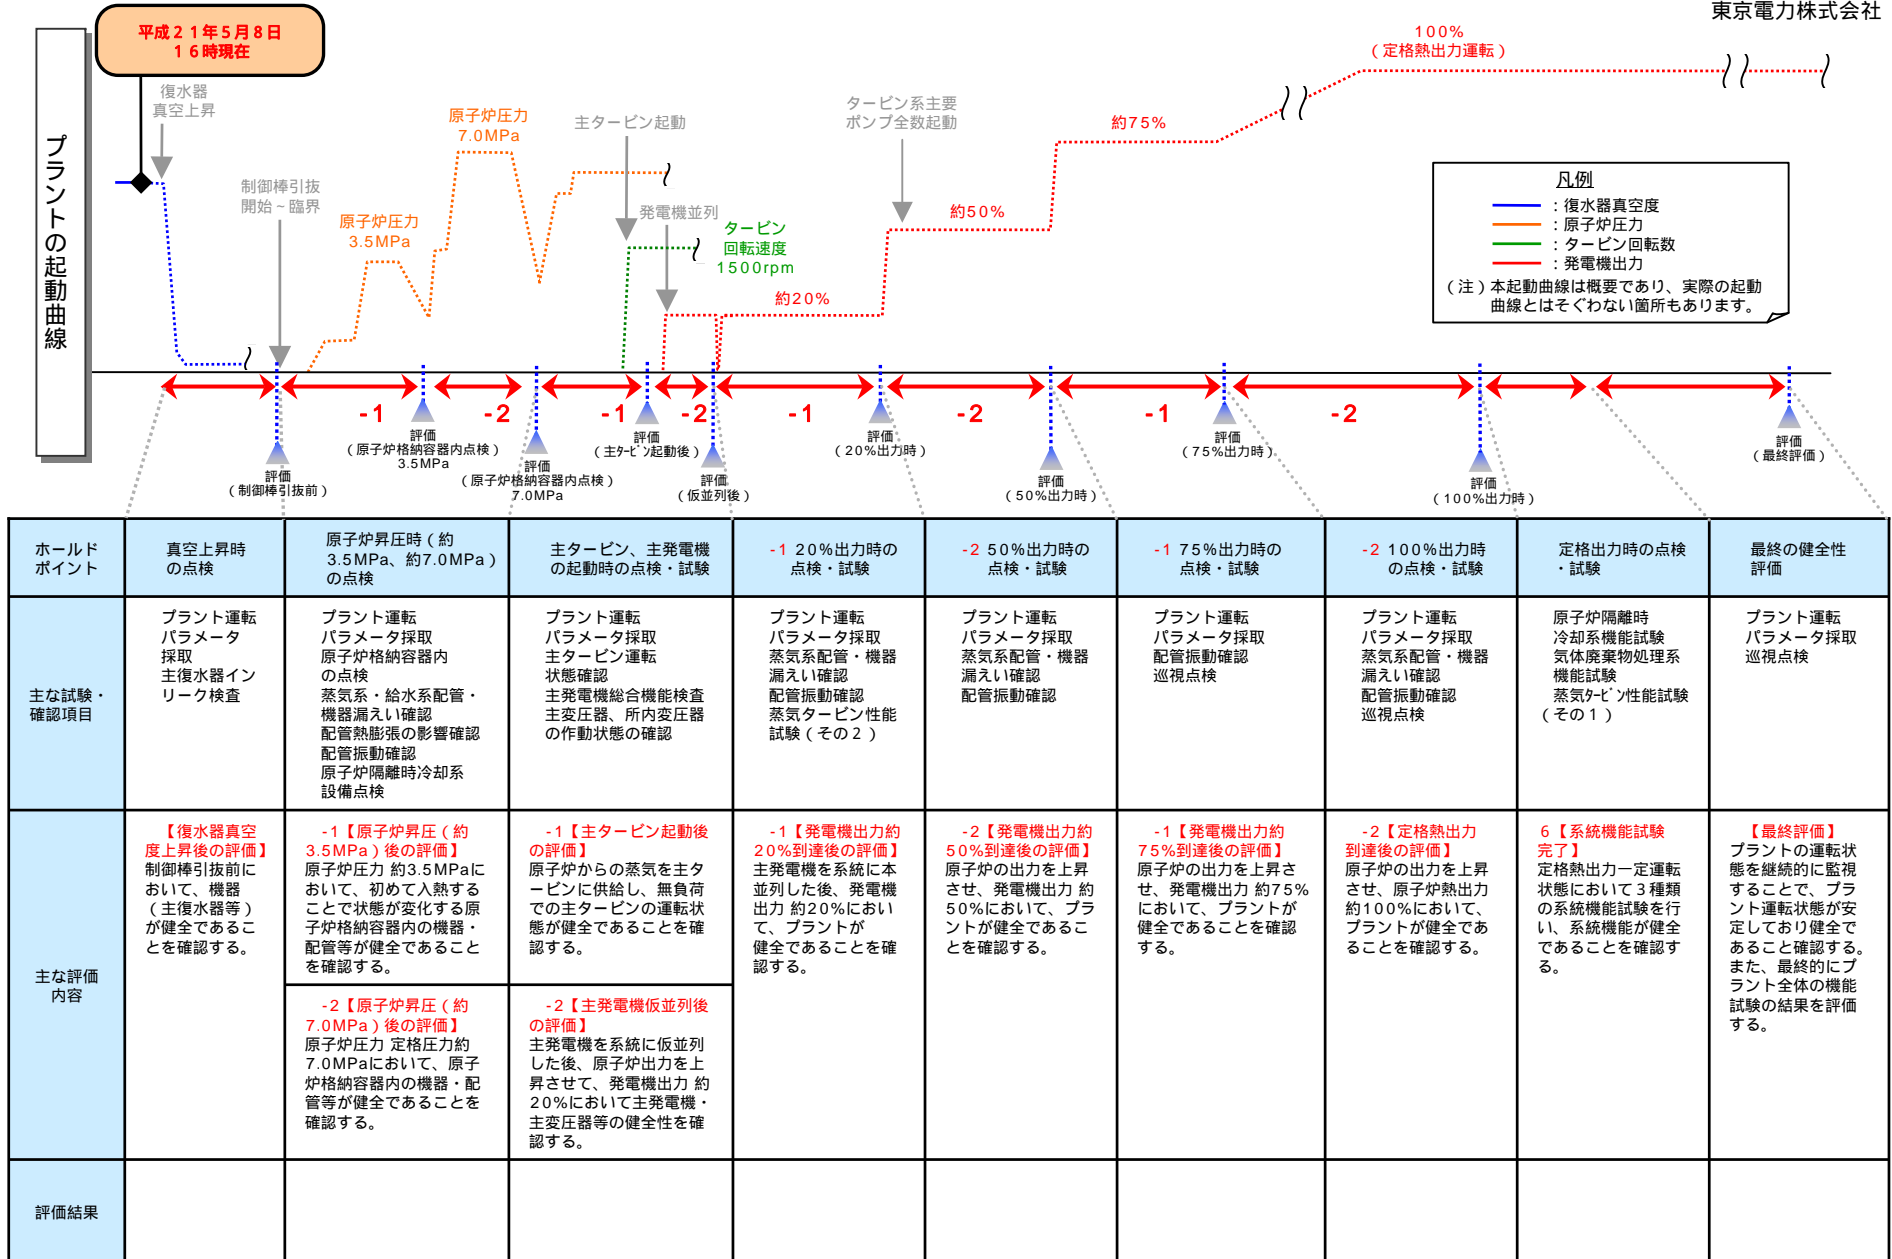 東京電力株式会社
平成21年5月8日
16時現在
プラントの起動曲線
復水器
真空上昇
制御棒引抜
開始～臨界
原子炉圧力
3.5MPa
原子炉圧力
7.0MPa
主タービン起動
発電機並列
タービン
回転速度
1500rpm
タービン系主要
ポンプ全数起動
約20%
約50%
約75%
100%
（定格熱出力運転）
凡例
：復水器真空度
：原子炉圧力
：タービン回転数
：発電機出力
（注）本起動曲線は概要であり、実際の起動
曲線とはそぐわない箇所もあります。
-1
-2
-1
-2
-1
-2
-1
-2
評価
（制御棒引抜前）
評価
（原子炉格納容器内点検）
3.5MPa
評価
（原子炉格納容器内点検）
7.0MPa
評価
（主ﾀｰﾋﾞﾝ起動後）
評価
（仮並列後）
評価
（20%出力時）
評価
（50%出力時）
評価
（75%出力時）
評価
（100%出力時）
評価
（最終評価）
ホールド
ポイント
真空上昇時
の点検
原子炉昇圧時（約
3.5MPa、約7.0MPa）
の点検
主タービン、主発電機
の起動時の点検・試験
-1 20%出力時の
点検・試験
-2 50%出力時の
点検・試験
-1 75%出力時の
点検・試験
-2 100%出力時
の点検・試験
定格出力時の点検
・試験
最終の健全性
評価
主な試験・
確認項目
プラント運転
パラメータ
採取
主復水器イン
リーク検査
プラント運転
パラメータ採取
原子炉格納容器内
の点検
蒸気系・給水系配管・
機器漏えい確認
配管熱膨張の影響確認
配管振動確認
原子炉隔離時冷却系
設備点検
プラント運転
パラメータ採取
主タービン運転
状態確認
主発電機総合機能検査
主変圧器、所内変圧器
の作動状態の確認
プラント運転
パラメータ採取
蒸気系配管・機器
漏えい確認
配管振動確認
蒸気タービン性能
試験（その２）
プラント運転
パラメータ採取
蒸気系配管・機器
漏えい確認
配管振動確認
プラント運転
パラメータ採取
配管振動確認
巡視点検
プラント運転
パラメータ採取
蒸気系配管・機器
漏えい確認
配管振動確認
巡視点検
原子炉隔離時
冷却系機能試験
気体廃棄物処理系
機能試験
蒸気ﾀｰﾋﾞﾝ性能試験
（その１）
プラント運転
パラメータ採取
巡視点検
主な評価
内容
【復水器真空
度上昇後の評価】
制御棒引抜前に
おいて、機器
（主復水器等）
が健全であるこ
とを確認する。
-1【原子炉昇圧（約
3.5MPa）後の評価】
原子炉圧力 約3.5MPaに
おいて、初めて入熱する
ことで状態が変化する原
子炉格納容器内の機器・
配管等が健全であること
を確認する。
-2【原子炉昇圧（約
7.0MPa）後の評価】
原子炉圧力 定格圧力約
7.0MPaにおいて、原子
炉格納容器内の機器・配
管等が健全であることを
確認する。
-1【主タービン起動後
の評価】
原子炉からの蒸気を主タ
ービンに供給し、無負荷
での主タービンの運転状
態が健全であることを確
認する。
-2【主発電機仮並列後
の評価】
主発電機を系統に仮並列
した後、原子炉出力を上
昇させて、発電機出力 約
20%において主発電機・
主変圧器等の健全性を確
認する。
-1【発電機出力約
20%到達後の評価】
主発電機を系統に本
並列した後、発電機
出力 約20%におい
て、プラントが
健全であることを確
認する。
-2【発電機出力約
50%到達後の評価】
原子炉の出力を上昇
させ、発電機出力 約
50%において、プラ
ントが健全であるこ
とを確認する。
-1【発電機出力約
75%到達後の評価】
原子炉の出力を上昇さ
せ、発電機出力 約75%
において、プラントが
健全であることを確認
する。
-2【定格熱出力
到達後の評価】
原子炉の出力を上昇
させ、原子炉熱出力
約100%において、
プラントが健全であ
ることを確認する。
6【系統機能試験
完了】
定格熱出力一定運転
状態において３種類
の系統機能試験を行
い、系統機能が健全
であることを確認す
る。
【最終評価】
プラントの運転状
態を継続的に監視
することで、プラ
ント運転状態が安
定しており健全で
あること確認する。
また、最終的にプ
ラント全体の機能
試験の結果を評価
する。
評価結果